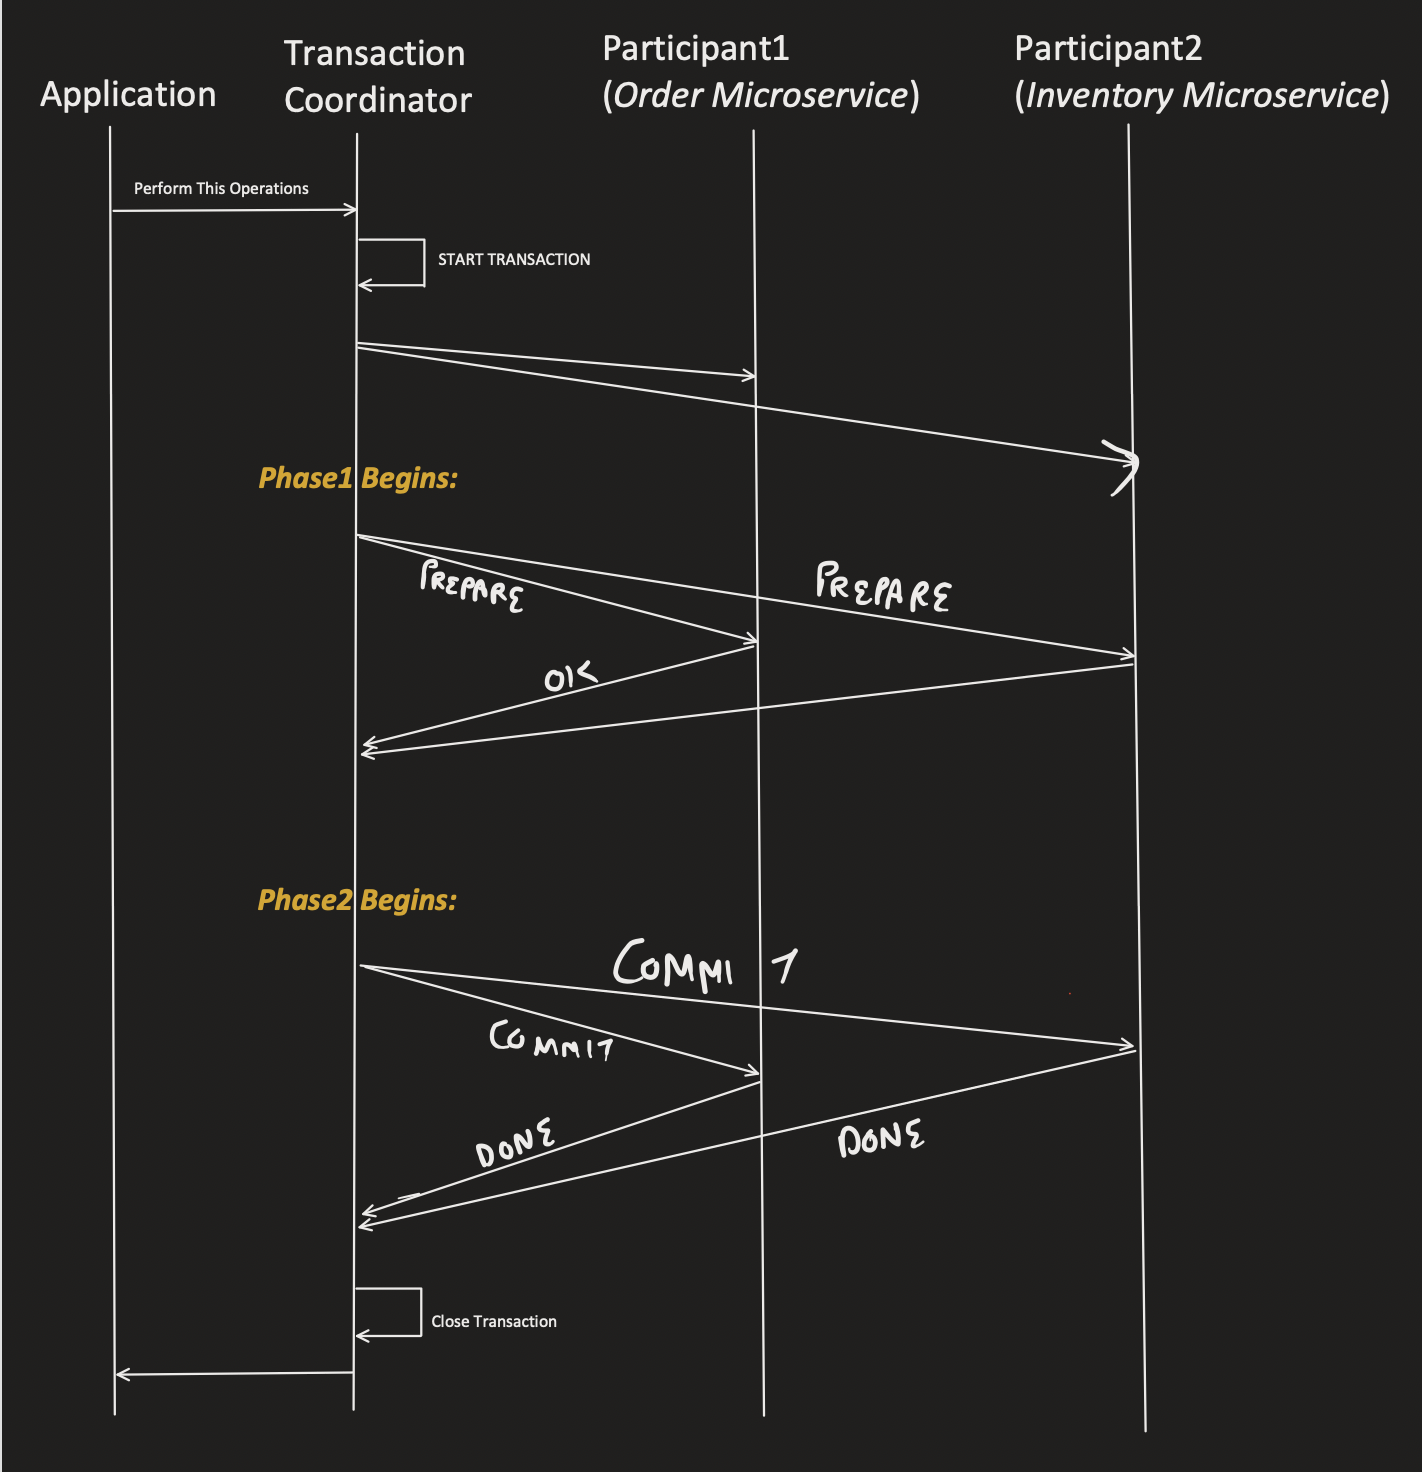 Application
Transaction
Coordinator
Participant1
(Order Microservice)
Participant2
(Inventory Microservice)
Perform This Operations
START TRANSACTION
Phase1 Begins:
PREPARE
PREPARE
OK
Phase2 Begins:
COMMIT
COMMIT
DONE
DONE
Close Transaction